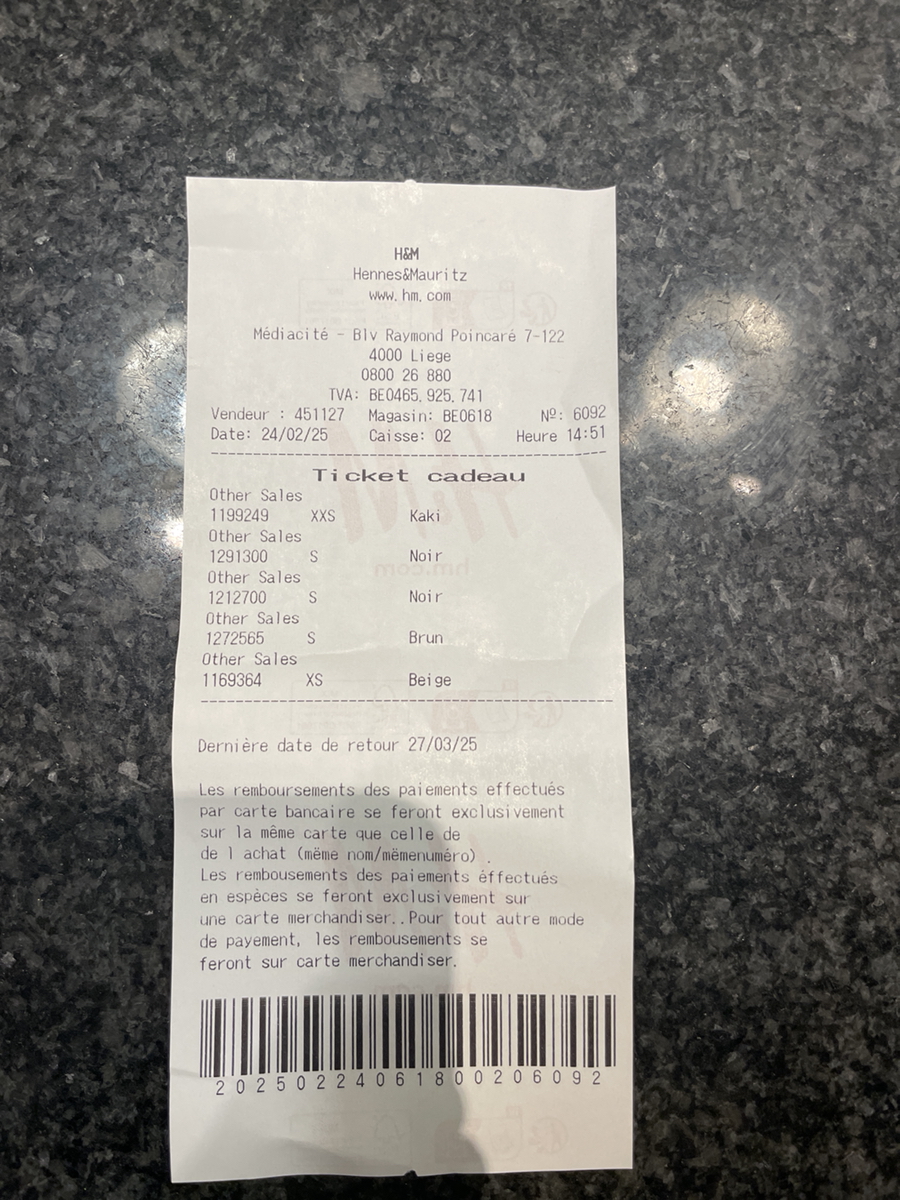 H&M
Hennes&Mauritz
www.hm.com
Médiacité - Blv Raymond Poincaré 7-122
4000 Liege
0800 26 880
TVA: BE0465.925.741
Vendeur : 451127 Magasin: BE0618 Nº: 6092
Date: 24/02/25 Caisse: 02 Heure 14:51
Ticket cadeau
Other Sales
1199249 XXS Kaki
Other Sales
1291300 S Noir
Other Sales
1212700 S Noir
Other Sales
1272565 S Brun
Other Sales
1169364 XS Beige
Dernière date de retour 27/03/25
Les remboursements des paiements effectués
par carte bancaire se feront exclusivement
sur la même carte que celle de
de l achat (même nom/mêmenuméro) .
Les rembousements des paiements éffectués
en espèces se feront exclusivement sur
une carte merchandiser..Pour tout autre mode
de payement, les rembousements se
feront sur carte merchandiser.
2025022406180206092